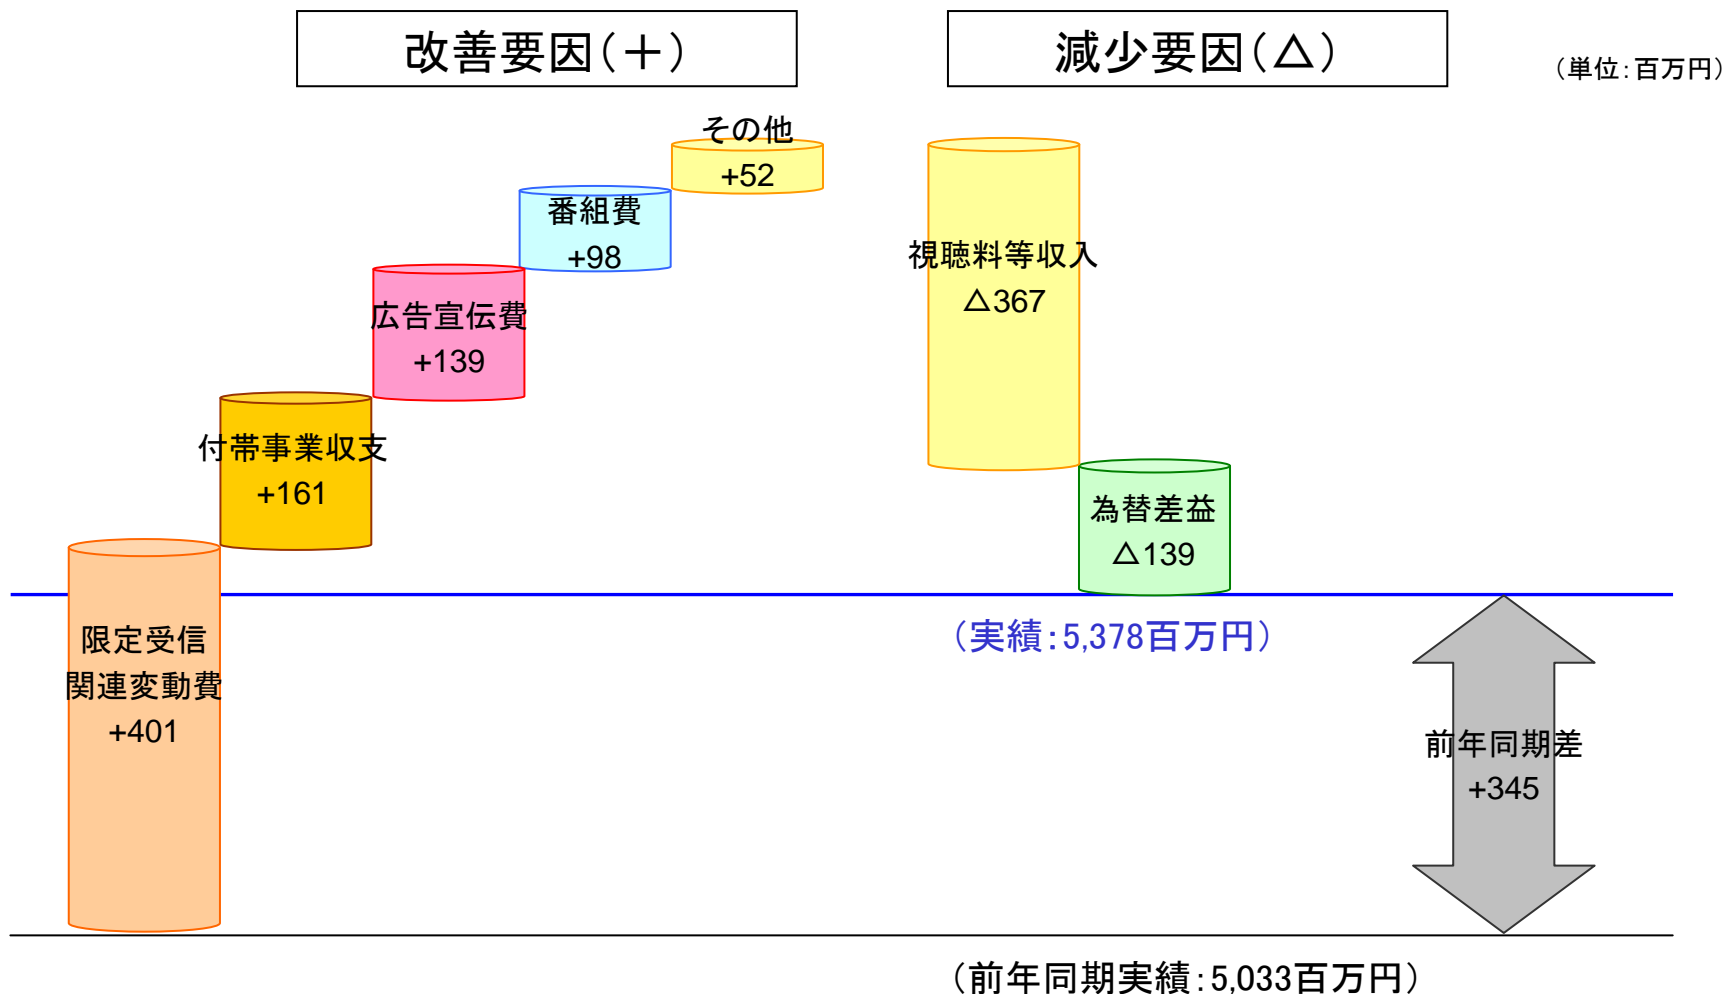 改善要因(＋)
減少要因(△)
(単位:百万円)
その他
+52
番組費
+98
広告宣伝費
+139
付帯事業収支
+161
限定受信
関連変動費
+401
視聴料等収入
△367
為替差益
△139
(実績:5,378百万円)
前年同期差
+345
(前年同期実績:5,033百万円)